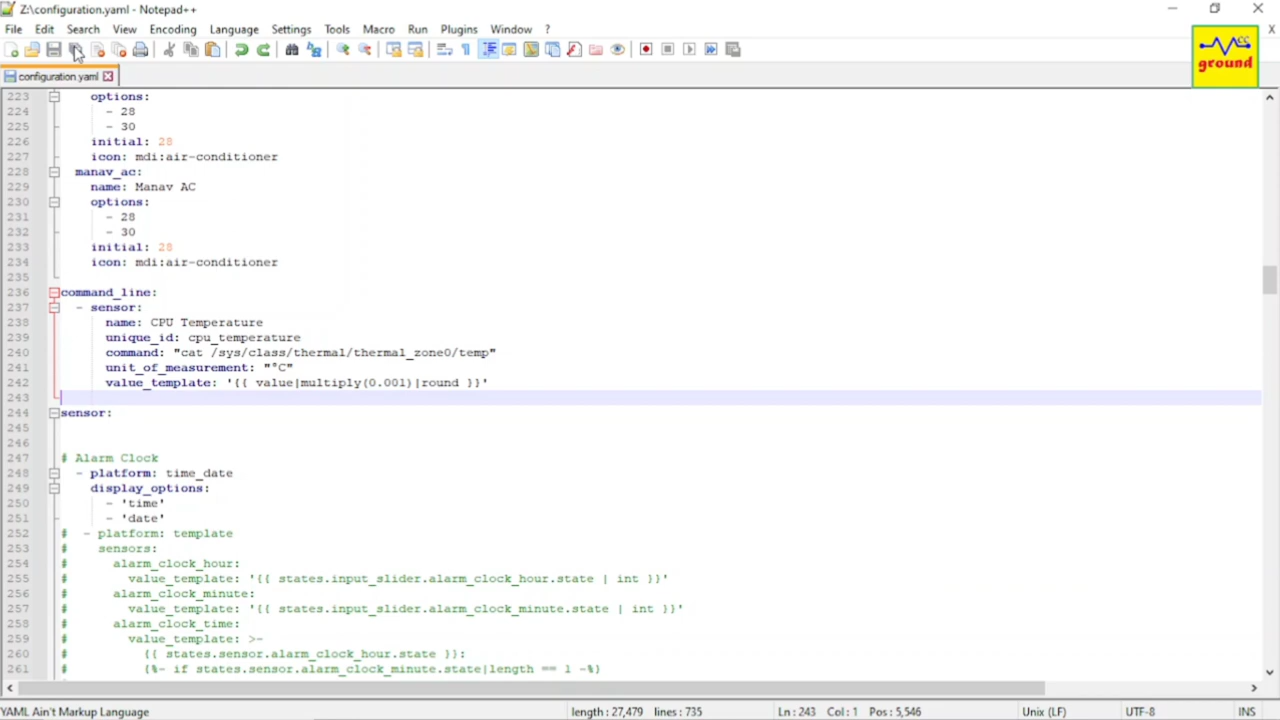 Z:\configuration.yaml - Notepad++
File Edit Search View Encoding Language Settings Tools Macro Run Plugins Window ? X
cc
ground
configuration.yaml
223 options:
224 - 28
225 - 30
226 initial: 28
227 icon: mdi:air-conditioner
228 manav_ac:
229 name: Manav AC
230 options:
231 - 28
232 - 30
233 initial: 28
234 icon: mdi:air-conditioner
235
236 command_line:
237 - sensor:
238 name: CPU Temperature
239 unique_id: cpu_temperature
240 command: "cat /sys/class/thermal/thermal_zone0/temp"
241 unit_of_measurement: "°C"
242 value_template: '{{ value|multiply(0.001)|round }}'
243
244 sensor:
245
246
247 # Alarm Clock
248 - platform: time_date
249 display_options:
250 - 'time'
251 - 'date'
252 # - platform: template
253 # sensors:
254 # alarm_clock_hour:
255 # value_template: '{{ states.input_slider.alarm_clock_hour.state | int }}'
256 # alarm_clock_minute:
257 # value_template: '{{ states.input_slider.alarm_clock_minute.state | int }}'
258 # alarm_clock_time:
259 # value_template: >-
260 # {{ states.sensor.alarm_clock_hour.state }}:
261 # {%- if states.sensor.alarm_clock_minute.state|length == 1 -%}
YAML Ain't Markup Language length : 27,479 lines : 735 Ln : 243 Col : 1 Pos : 5,546 Unix (LF) UTF-8 INS